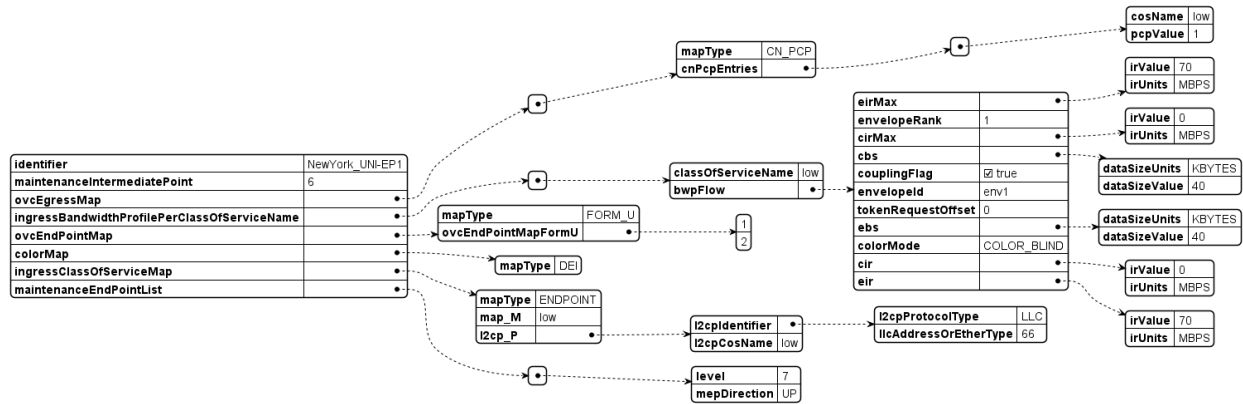 identifier NewYork_UNI-EP1
maintenanceIntermediatePoint 6
ovcEgressMap
ingressBandwidthProfilePerClassOfServiceName
ovcEndPointMap
colorMap
ingressClassOfServiceMap
maintenanceEndPointList
mapType CN_PCP
cnPcpEntries
cosName low
pcpValue 1
classOfServiceName low
bwpFlow
eirMax
envelopeRank 1
cirMax
cbs
couplingFlag ☑ true
envelopeId env1
tokenRequestOffset 0
ebs
colorMode COLOR_BLIND
cir
eir
irValue 70
irUnits MBPS
irValue 0
irUnits MBPS
dataSizeUnits KBYTES
dataSizeValue 40
dataSizeUnits KBYTES
dataSizeValue 40
irValue 0
irUnits MBPS
irValue 70
irUnits MBPS
mapType FORM_U
ovcEndPointMapFormU
1
2
mapType DEI
mapType ENDPOINT
map_M low
l2cp_P
l2cpIdentifier
l2cpCosName low
l2cpProtocolType LLC
llcAddressOrEtherType 66
level 7
mepDirection UP